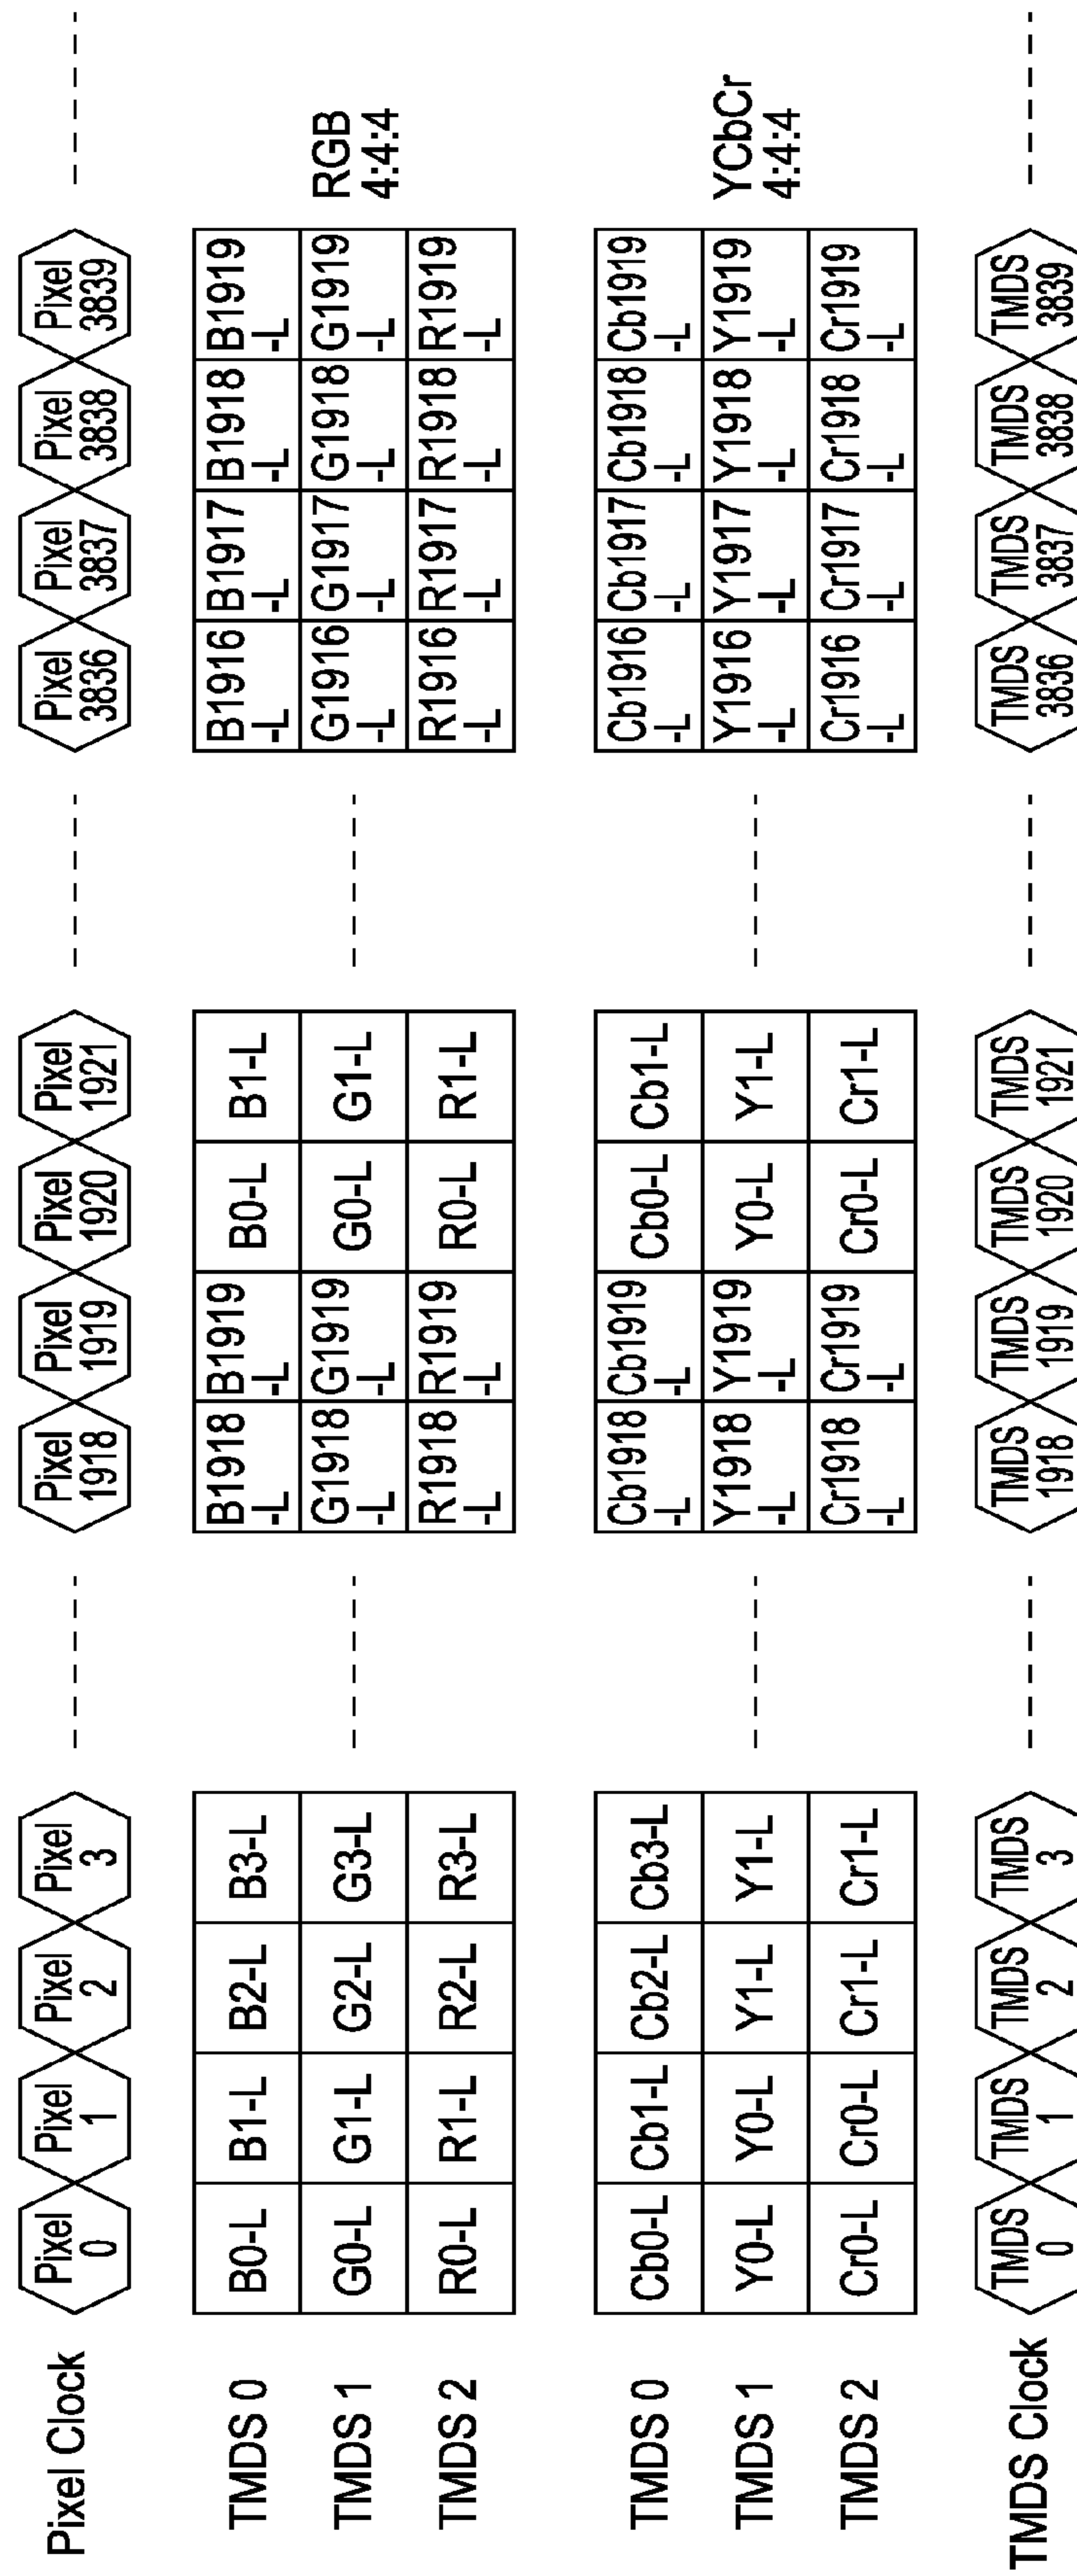 Pixel Clock
Pixel 0
Pixel 1
Pixel 2
Pixel 3
Pixel 1918
Pixel 1919
Pixel 1920
Pixel 1921
Pixel 3836
Pixel 3837
Pixel 3838
Pixel 3839
TMDS 0
B0-L
B1-L
B2-L
B3-L
B1918 -L
B1919 -L
B0-L
B1-L
B1916 -L
B1917 -L
B1918 -L
B1919 -L
TMDS 1
G0-L
G1-L
G2-L
G3-L
G1918 -L
G1919 -L
G0-L
G1-L
G1916 -L
G1917 -L
G1918 -L
G1919 -L
RGB
4:4:4
TMDS 2
R0-L
R1-L
R2-L
R3-L
R1918 -L
R1919 -L
R0-L
R1-L
R1916 -L
R1917 -L
R1918 -L
R1919 -L
TMDS 0
Cb0-L
Cb1-L
Cb2-L
Cb3-L
Cb1918 -L
Cb1919 -L
Cb0-L
Cb1-L
Cb1916 -L
Cb1917 -L
Cb1918 -L
Cb1919 -L
TMDS 1
Y0-L
Y0-L
Y1-L
Y1-L
Y1918 -L
Y1919 -L
Y0-L
Y1-L
Y1916 -L
Y1917 -L
Y1918 -L
Y1919 -L
YCbCr
4:4:4
TMDS 2
Cr0-L
Cr0-L
Cr1-L
Cr1-L
Cr1918 -L
Cr1919 -L
Cr0-L
Cr1-L
Cr1916 -L
Cr1917 -L
Cr1918 -L
Cr1919 -L
TMDS Clock
TMDS 0
TMDS 1
TMDS 2
TMDS 3
TMDS 1918
TMDS 1919
TMDS 1920
TMDS 1921
TMDS 3836
TMDS 3837
TMDS 3838
TMDS 3839